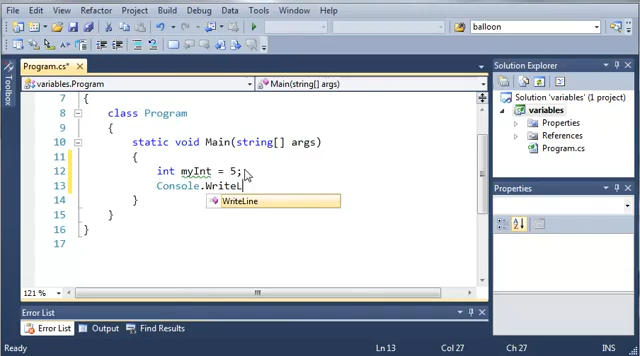 File Edit View Refactor Project Build Debug Data Tools Window Help
balloon
Program.cs*
variables.Program
Main(string[] args)
7 {
8 class Program
9 {
10 static void Main(string[] args)
11 {
12 int myInt = 5;
13 Console.WriteL
WriteLine
14 }
15 }
16 }
17
121 %
Toolbox
Solution Explorer
Solution 'variables' (1 project)
variables
Properties
References
Program.cs
Properties
Error List
Error List Output Find Results
Ready Ln 13 Col 27 Ch 27 INS